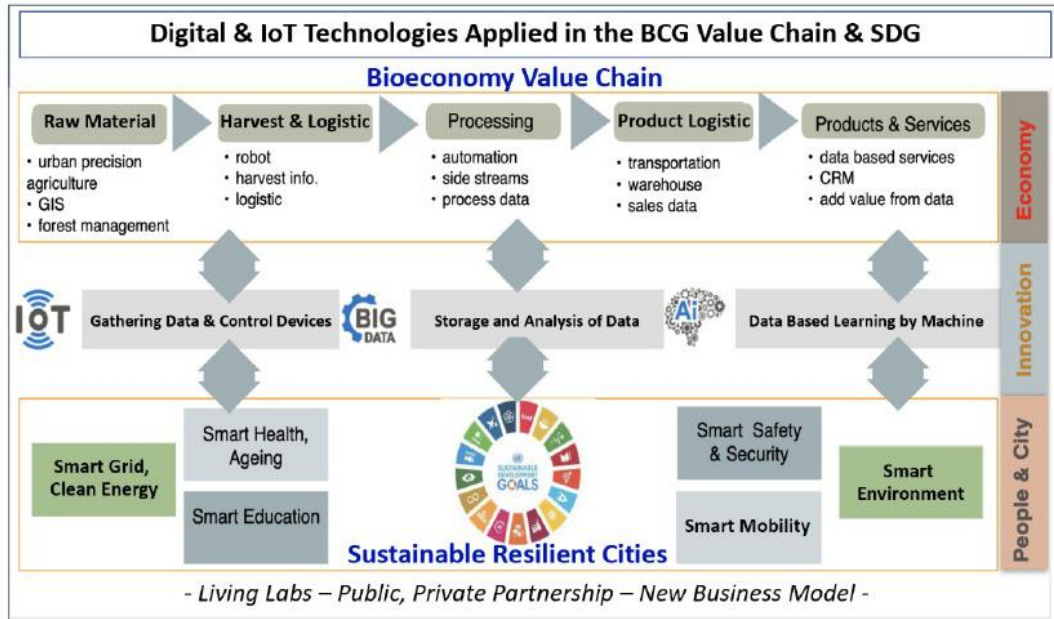 Digital & IoT Technologies Applied in the BCG Value Chain & SDG
Bioeconomy Value Chain
Raw Material
Harvest & Logistic
Processing
Product Logistic
Products & Services
• urban precision
agriculture
• GIS
• forest management
• robot
• harvest info.
• logistic
• automation
• side streams
• process data
• transportation
• warehouse
• sales data
• data based services
• CRM
• add value from data
Economy
IoT
Gathering Data & Control Devices
BIG
DATA
Storage and Analysis of Data
Ai
Data Based Learning by Machine
Innovation
Smart Grid,
Clean Energy
Smart Health,
Ageing
Smart Education
SUSTAINABLE
DEVELOPMENT
GOALS
Smart Safety
& Security
Smart Mobility
Smart
Environment
People & City
Sustainable Resilient Cities
- Living Labs – Public, Private Partnership – New Business Model -